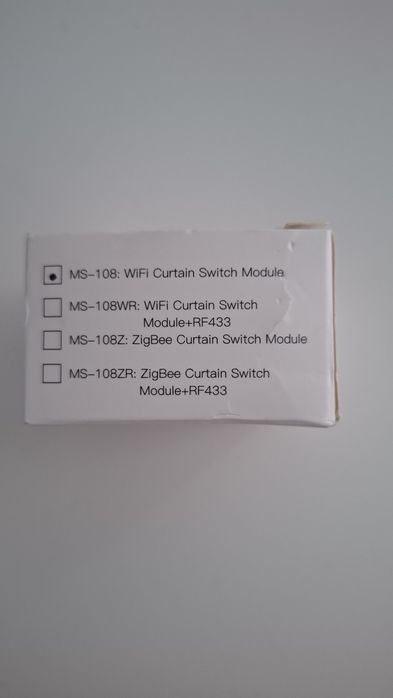 MS-108: WiFi Curtain Switch Module
MS-108WR: WiFi Curtain Switch
Module+RF433
MS-108Z: ZigBee Curtain Switch Module
MS-108ZR: ZigBee Curtain Switch
Module+RF433